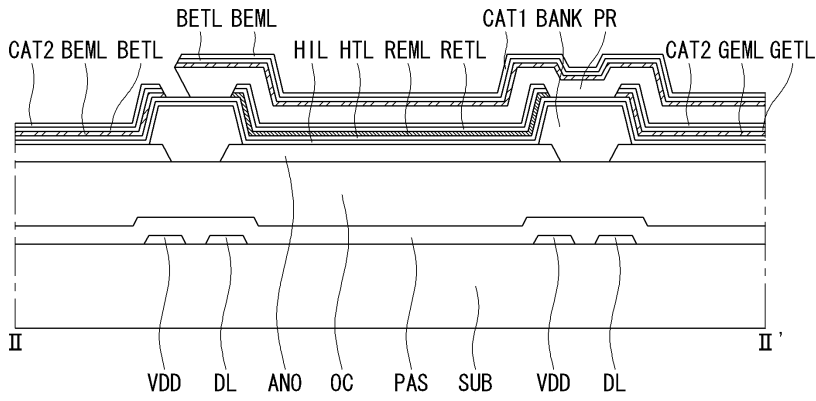 BETL BEML CAT1 BANK PR
CAT2 BEML BETL HIL HTL REML RETL CAT2 GEML GETL
II II'
VDD DL ANO OC PAS SUB VDD DL